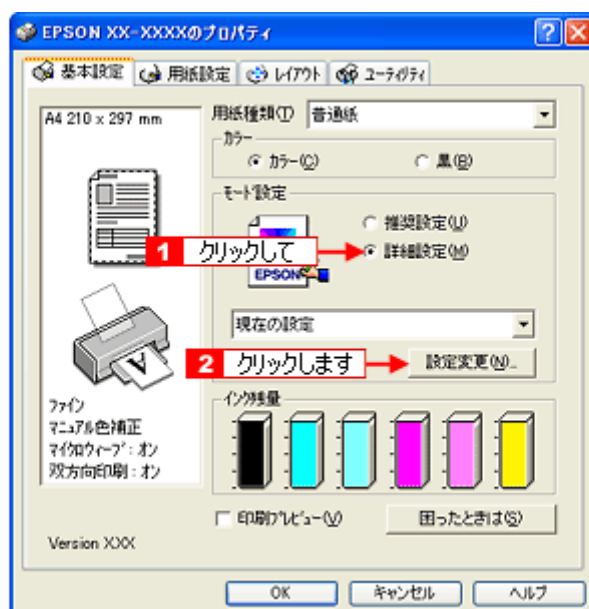 EPSON XX-XXXXのプロパティ
基本設定 用紙設定 レイアウト ユーティリティ
A4 210 x 297 mm
用紙種類(T) 普通紙
カラー
カラー(C) 黒(B)
モード設定
推奨設定(U)
1 クリックして
詳細設定(M)
EPSON
現在の設定
2 クリックします
設定変更(N)...
インク残量
ファイン
マニュアル色補正
マイクロウィーブ：オン
双方向印刷：オン
印刷プレビュー(V) 困ったときは(S)
Version XXX
OK キャンセル ヘルプ